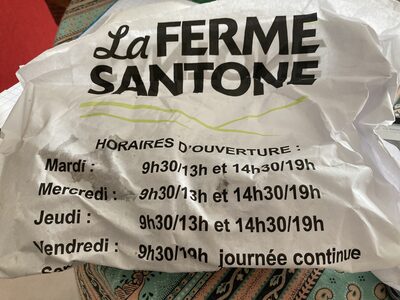 La FERME
SANTONE
HORAIRES D'OUVERTURE :
Mardi : 9h30/13h et 14h30/19h
Mercredi : 9h30/13h et 14h30/19h
Jeudi : 9h30/13h et 14h30/19h
Vendredi : 9h30/19h journée continue